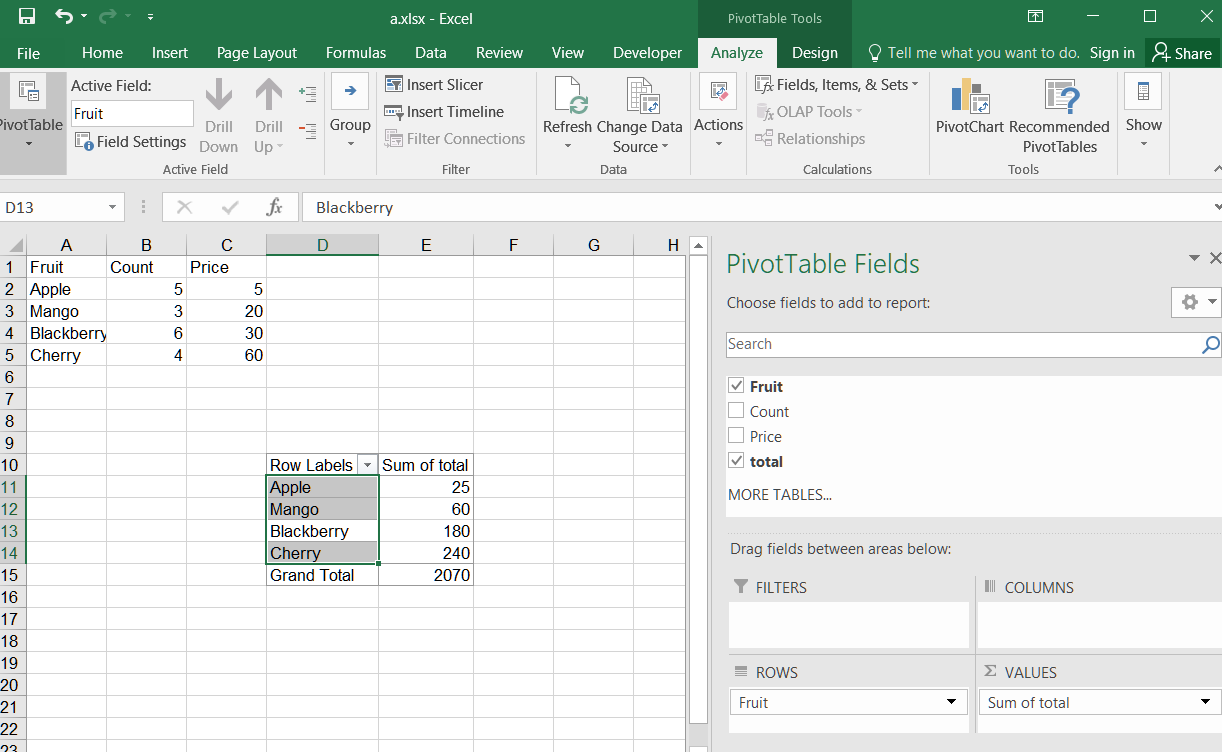 a.xlsx - Excel
PivotTable Tools
File Home Insert Page Layout Formulas Data Review View Developer Analyze Design Tell me what you want to do. Sign in Share
Active Field:
Fruit
Field Settings
PivotTable
Drill Down
Drill Up
Active Field
Group
Insert Slicer
Insert Timeline
Filter Connections
Filter
Refresh
Change Data Source
Data
Actions
Fields, Items, & Sets
OLAP Tools
Relationships
Calculations
PivotChart
Recommended PivotTables
Tools
Show
D13 fx Blackberry
A B C D E F G H
1 Fruit Count Price
2 Apple 5 5
3 Mango 3 20
4 Blackberry 6 30
5 Cherry 4 60
6
7
8
9
10 Row Labels Sum of total
11 Apple 25
12 Mango 60
13 Blackberry 180
14 Cherry 240
15 Grand Total 2070
16
17
18
19
20
21
22
23
PivotTable Fields
Choose fields to add to report:
Search
Fruit
Count
Price
total
MORE TABLES...
Drag fields between areas below:
FILTERS
COLUMNS
ROWS
Σ VALUES
Fruit
Sum of total